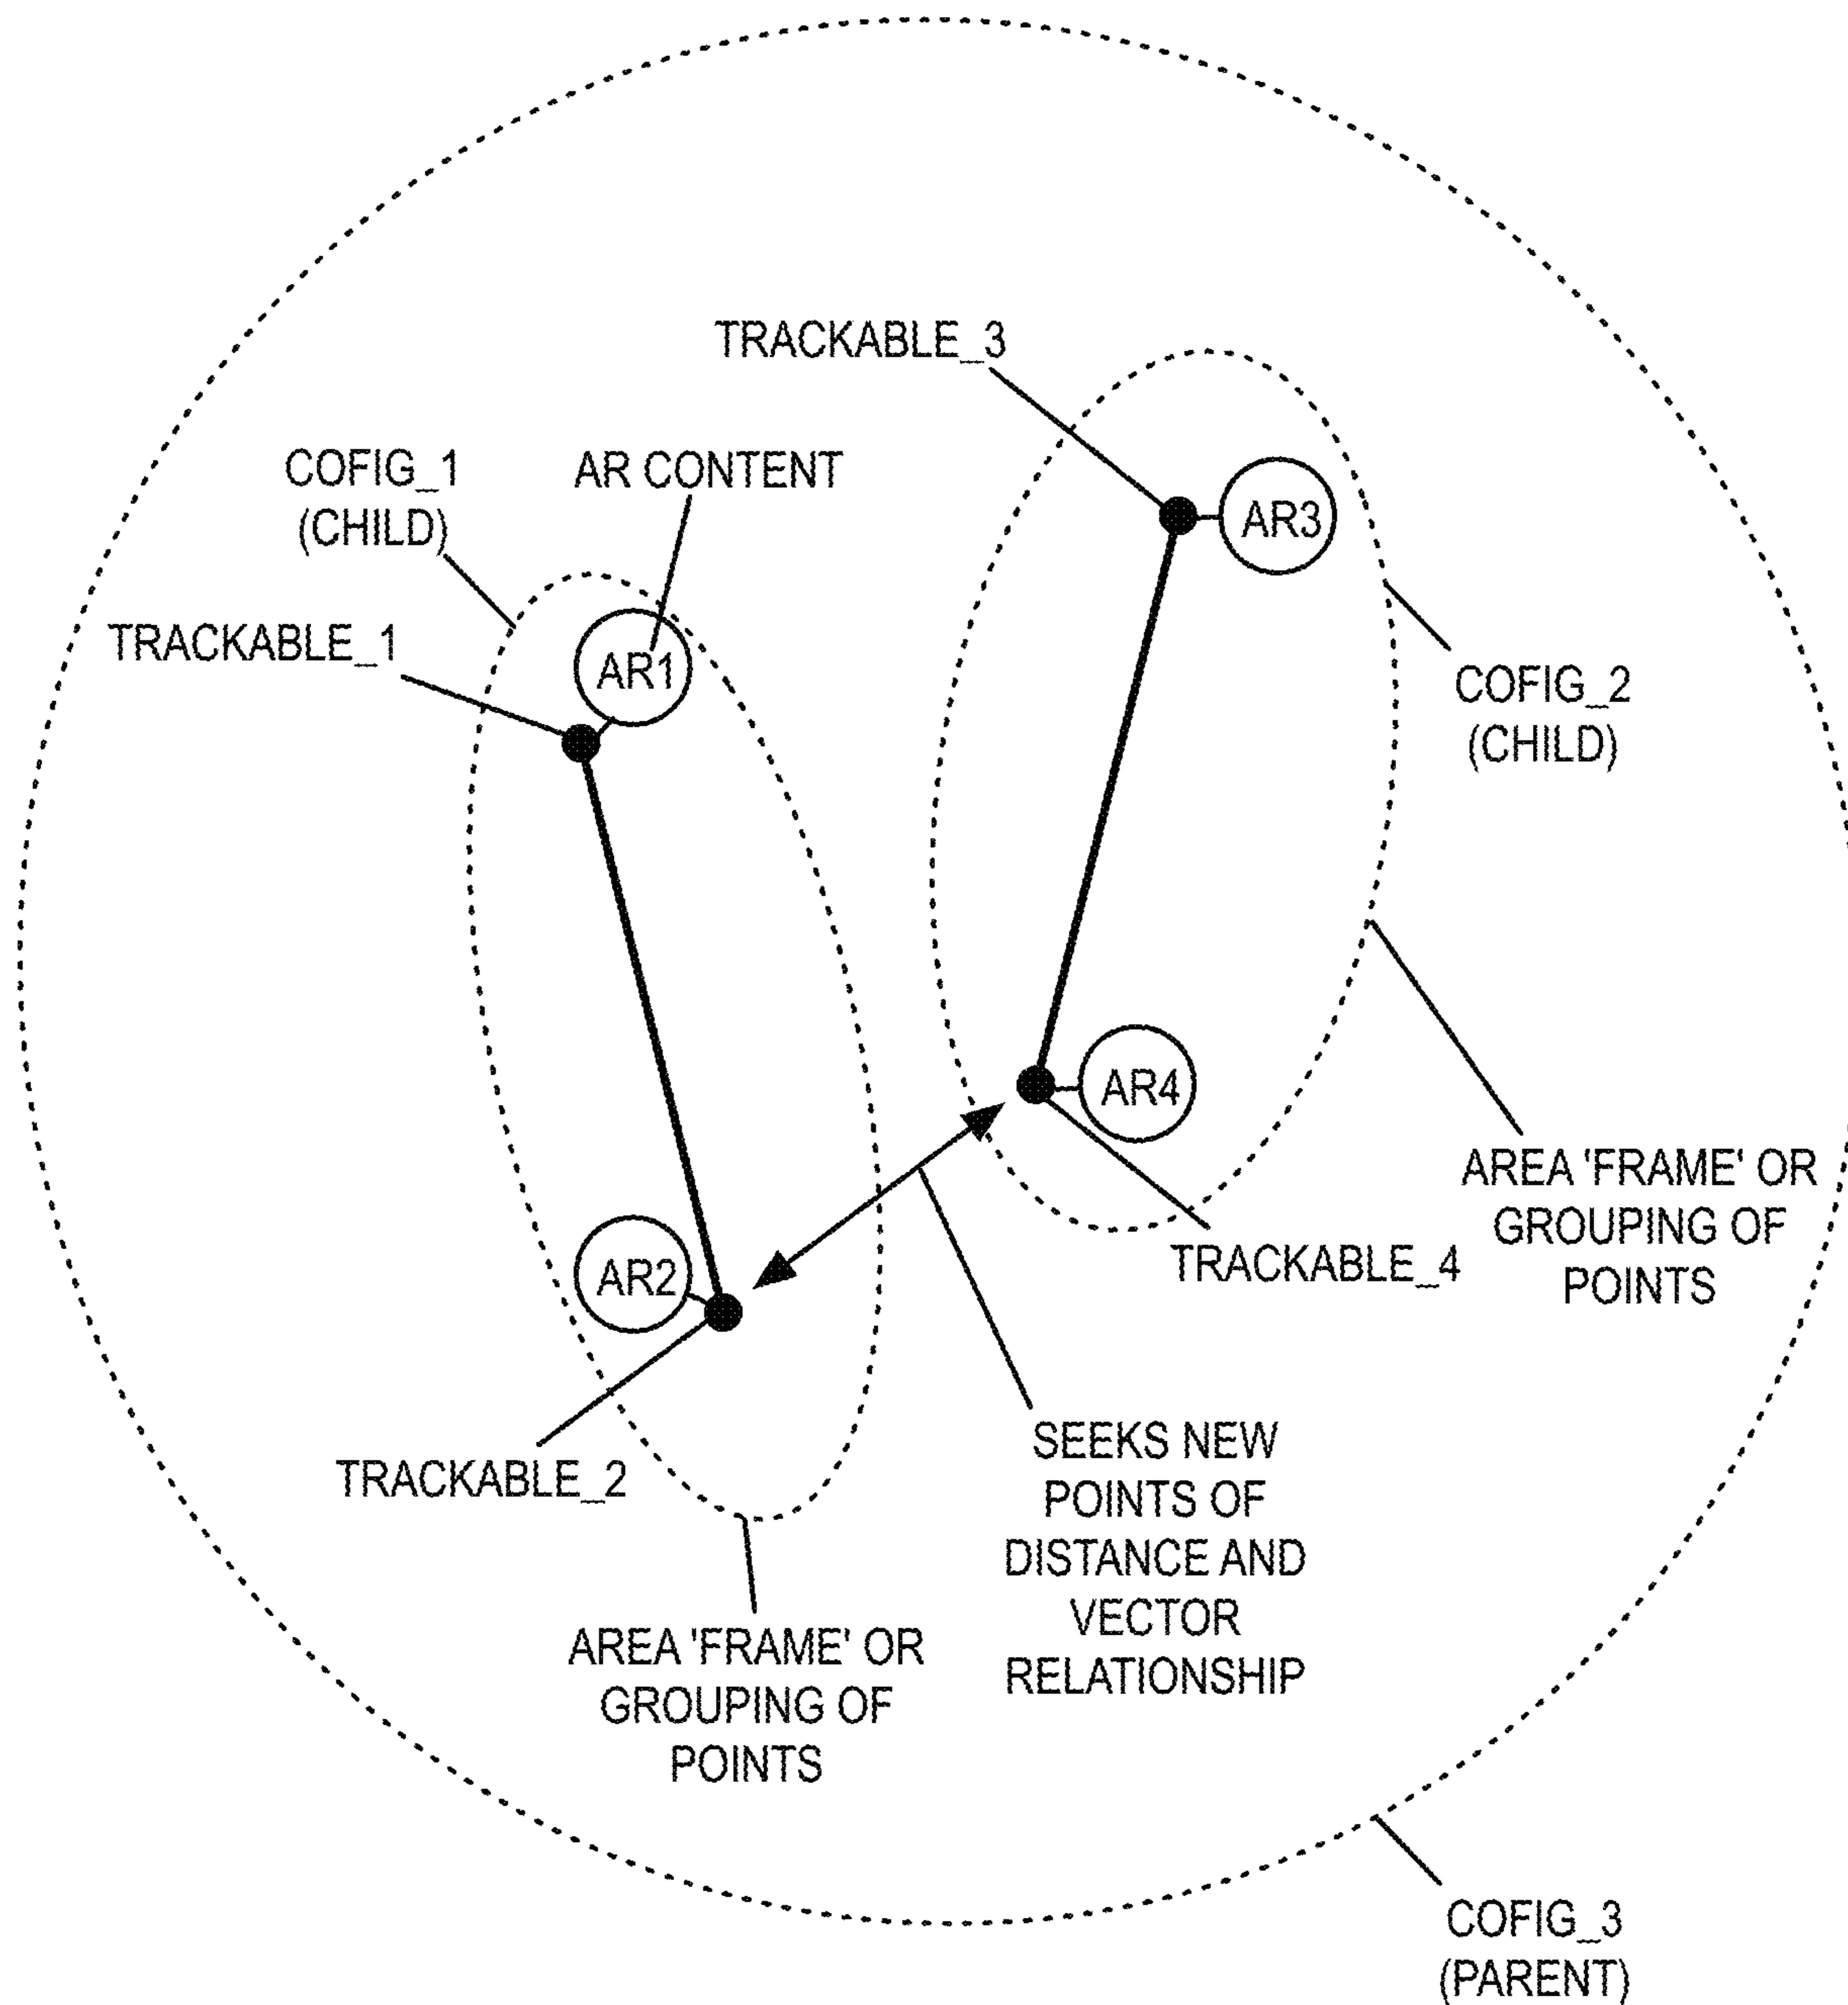 TRACKABLE_3
COFIG_1
(CHILD)
AR CONTENT
AR3
TRACKABLE_1
AR1
COFIG_2
(CHILD)
AR4
AREA 'FRAME' OR
GROUPING OF
POINTS
TRACKABLE_4
AR2
TRACKABLE_2
SEEKS NEW
POINTS OF
DISTANCE AND
VECTOR
RELATIONSHIP
AREA 'FRAME' OR
GROUPING OF
POINTS
COFIG_3
(PARENT)